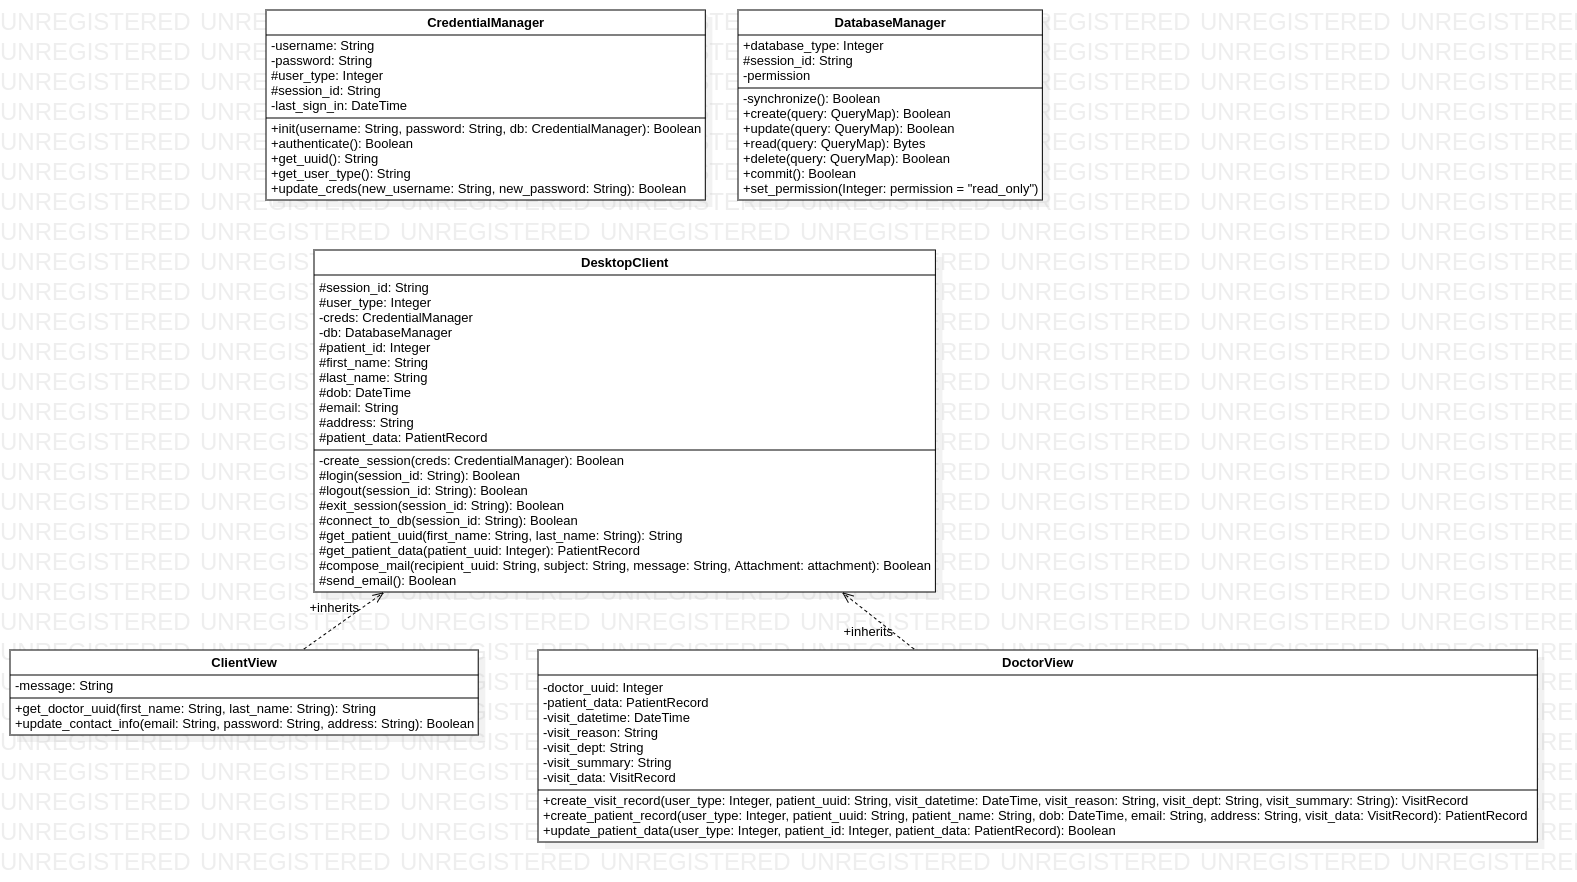 CredentialManager
-username: String
-password: String
#user_type: Integer
#session_id: String
-last_sign_in: DateTime
+init(username: String, password: String, db: CredentialManager): Boolean
+authenticate(): Boolean
+get_uuid(): String
+get_user_type(): String
+update_creds(new_username: String, new_password: String): Boolean
DatabaseManager
+database_type: Integer
#session_id: String
-permission
-synchronize(): Boolean
+create(query: QueryMap): Boolean
+update(query: QueryMap): Boolean
+read(query: QueryMap): Bytes
+delete(query: QueryMap): Boolean
+commit(): Boolean
+set_permission(Integer: permission = "read_only")
DesktopClient
#session_id: String
#user_type: Integer
-creds: CredentialManager
-db: DatabaseManager
#patient_id: Integer
#first_name: String
#last_name: String
#dob: DateTime
#email: String
#address: String
#patient_data: PatientRecord
-create_session(creds: CredentialManager): Boolean
#login(session_id: String): Boolean
#logout(session_id: String): Boolean
#exit_session(session_id: String): Boolean
#connect_to_db(session_id: String): Boolean
#get_patient_uuid(first_name: String, last_name: String): String
#get_patient_data(patient_uuid: Integer): PatientRecord
#compose_mail(recipient_uuid: String, subject: String, message: String, Attachment: attachment): Boolean
#send_email(): Boolean
+inherits
+inherits
ClientView
-message: String
+get_doctor_uuid(first_name: String, last_name: String): String
+update_contact_info(email: String, password: String, address: String): Boolean
DoctorView
-doctor_uuid: Integer
-patient_data: PatientRecord
-visit_datetime: DateTime
-visit_reason: String
-visit_dept: String
-visit_summary: String
-visit_data: VisitRecord
+create_visit_record(user_type: Integer, patient_uuid: String, visit_datetime: DateTime, visit_reason: String, visit_dept: String, visit_summary: String): VisitRecord
+create_patient_record(user_type: Integer, patient_uuid: String, patient_name: String, dob: DateTime, email: String, address: String, visit_data: VisitRecord): PatientRecord
+update_patient_data(user_type: Integer, patient_id: Integer, patient_data: PatientRecord): Boolean
UNREGISTERED